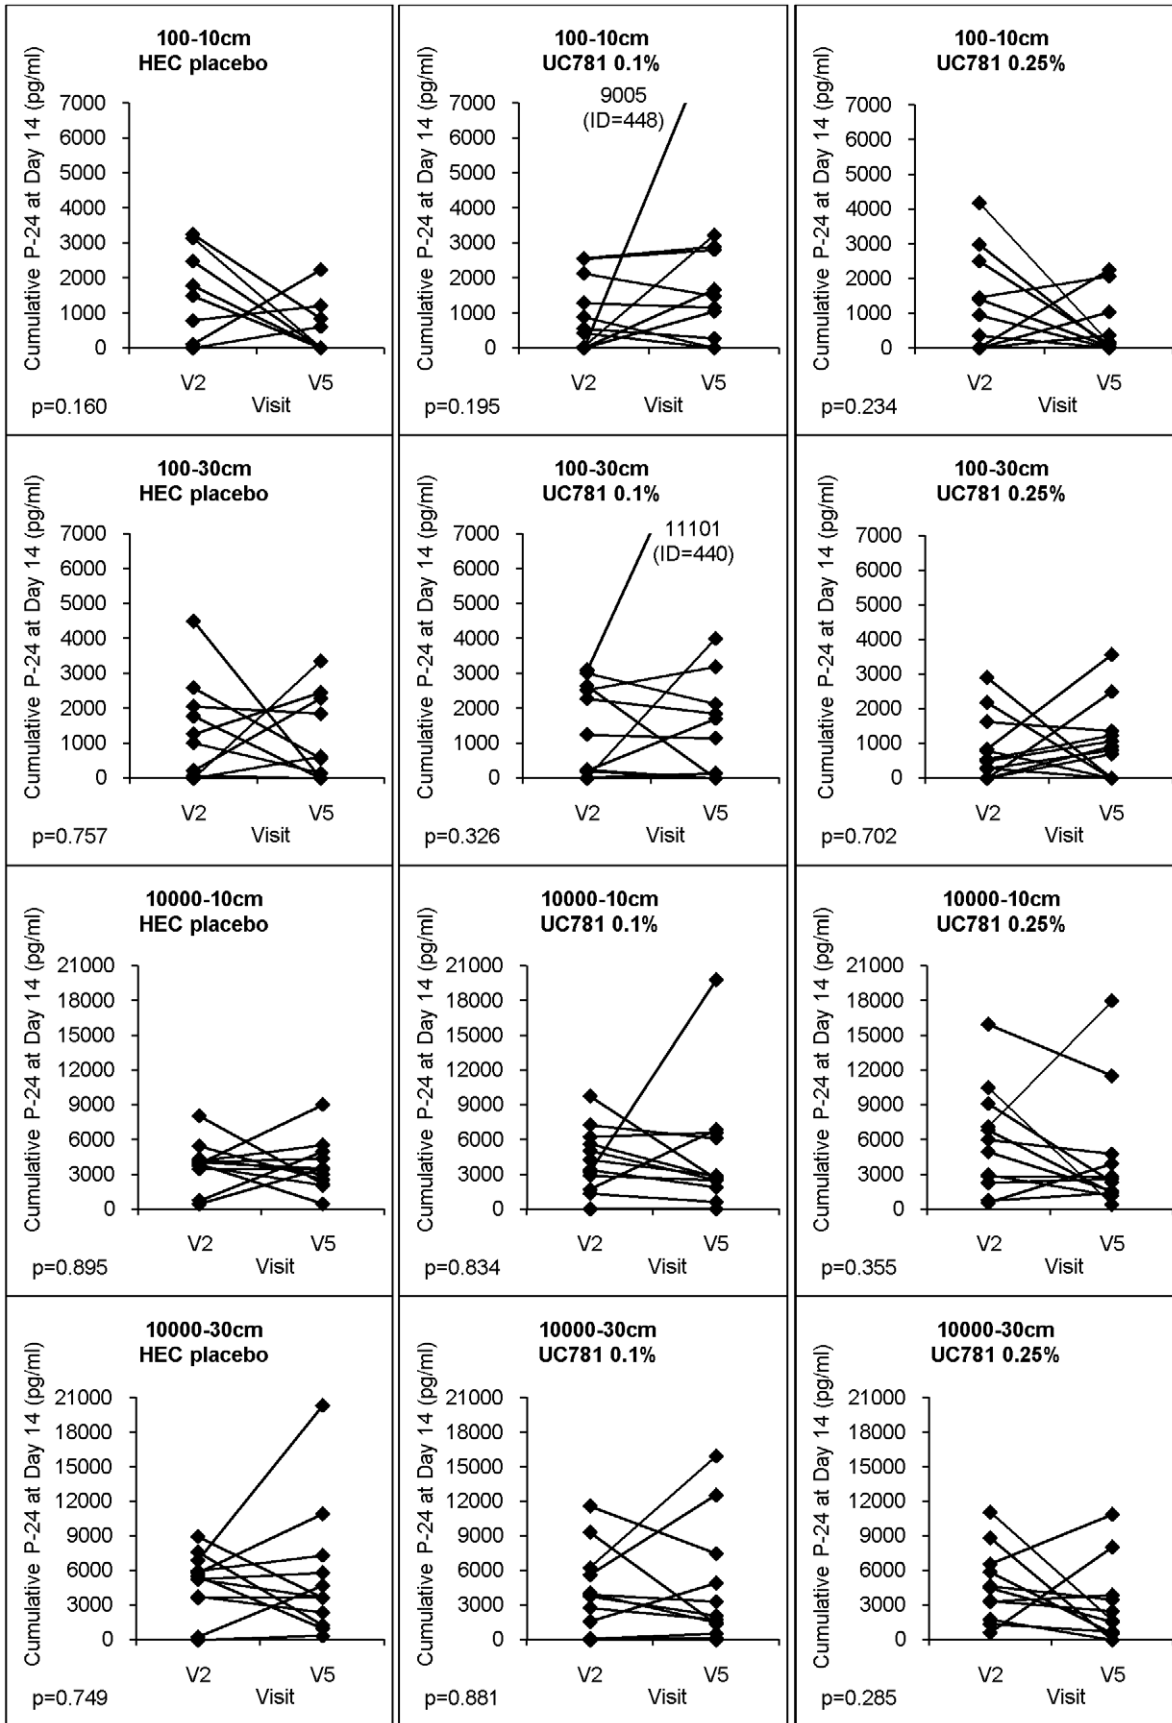 100-10cm
HEC placebo
Cumulative P-24 at Day 14 (pg/ml)
7000
6000
5000
4000
3000
2000
1000
0
V2
V5
p=0.160
Visit
100-10cm
UC781 0.1%
9005
(ID=448)
Cumulative P-24 at Day 14 (pg/ml)
7000
6000
5000
4000
3000
2000
1000
0
V2
V5
p=0.195
Visit
100-10cm
UC781 0.25%
Cumulative P-24 at Day 14 (pg/ml)
7000
6000
5000
4000
3000
2000
1000
0
V2
V5
p=0.234
Visit
100-30cm
HEC placebo
Cumulative P-24 at Day 14 (pg/ml)
7000
6000
5000
4000
3000
2000
1000
0
V2
V5
p=0.757
Visit
100-30cm
UC781 0.1%
11101
(ID=440)
Cumulative P-24 at Day 14 (pg/ml)
7000
6000
5000
4000
3000
2000
1000
0
V2
V5
p=0.326
Visit
100-30cm
UC781 0.25%
Cumulative P-24 at Day 14 (pg/ml)
7000
6000
5000
4000
3000
2000
1000
0
V2
V5
p=0.702
Visit
10000-10cm
HEC placebo
Cumulative P-24 at Day 14 (pg/ml)
21000
18000
15000
12000
9000
6000
3000
0
V2
V5
p=0.895
Visit
10000-10cm
UC781 0.1%
Cumulative P-24 at Day 14 (pg/ml)
21000
18000
15000
12000
9000
6000
3000
0
V2
V5
p=0.834
Visit
10000-10cm
UC781 0.25%
Cumulative P-24 at Day 14 (pg/ml)
21000
18000
15000
12000
9000
6000
3000
0
V2
V5
p=0.355
Visit
10000-30cm
HEC placebo
Cumulative P-24 at Day 14 (pg/ml)
21000
18000
15000
12000
9000
6000
3000
0
V2
V5
p=0.749
Visit
10000-30cm
UC781 0.1%
Cumulative P-24 at Day 14 (pg/ml)
21000
18000
15000
12000
9000
6000
3000
0
V2
V5
p=0.881
Visit
10000-30cm
UC781 0.25%
Cumulative P-24 at Day 14 (pg/ml)
21000
18000
15000
12000
9000
6000
3000
0
V2
V5
p=0.285
Visit